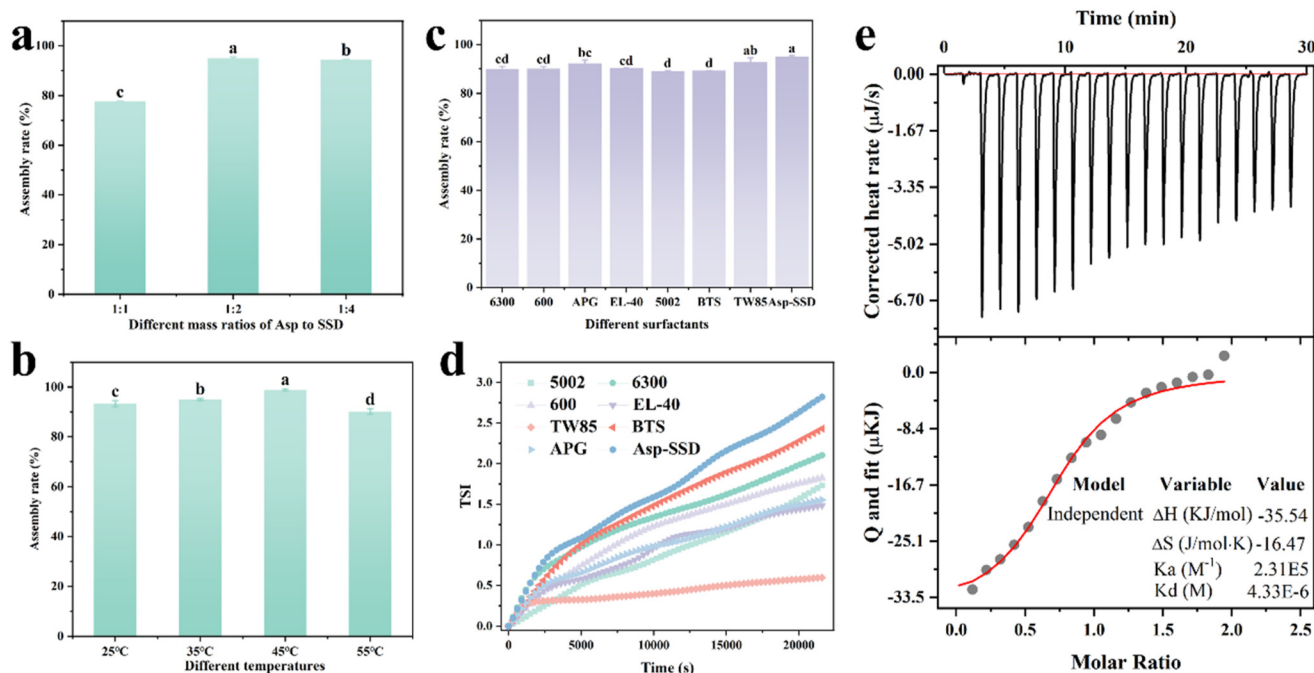 a
Assembly rate (%)
100
80
60
40
20
0
c
a
b
1:1
1:2
1:4
Different mass ratios of Asp to SSD
b
Assembly rate (%)
100
80
60
40
20
0
c
b
a
d
25°C
35°C
45°C
55°C
Different temperatures
c
Assembly rate (%)
100
80
60
40
20
0
cd
cd
bc
cd
d
d
ab
a
6300
600
APG
EL-40
5002
BTS
TW85
Asp-SSD
Different surfactants
d
TSI
3.0
2.5
2.0
1.5
1.0
0.5
0.0
5002
6300
600
EL-40
TW85
BTS
APG
Asp-SSD
0
5000
10000
15000
20000
Time (s)
e
Time (min)
0
10
20
30
Corrected heat rate (μJ/s)
0.00
-1.67
-3.35
-5.02
-6.70
Q and fit (μKJ)
0.0
-8.4
-16.7
-25.1
-33.5
Model Variable Value
Independent ΔH (KJ/mol) -35.54
ΔS (J/mol·K) -16.47
Ka (M⁻¹) 2.31E5
Kd (M) 4.33E-6
0.0
0.5
1.0
1.5
2.0
2.5
Molar Ratio